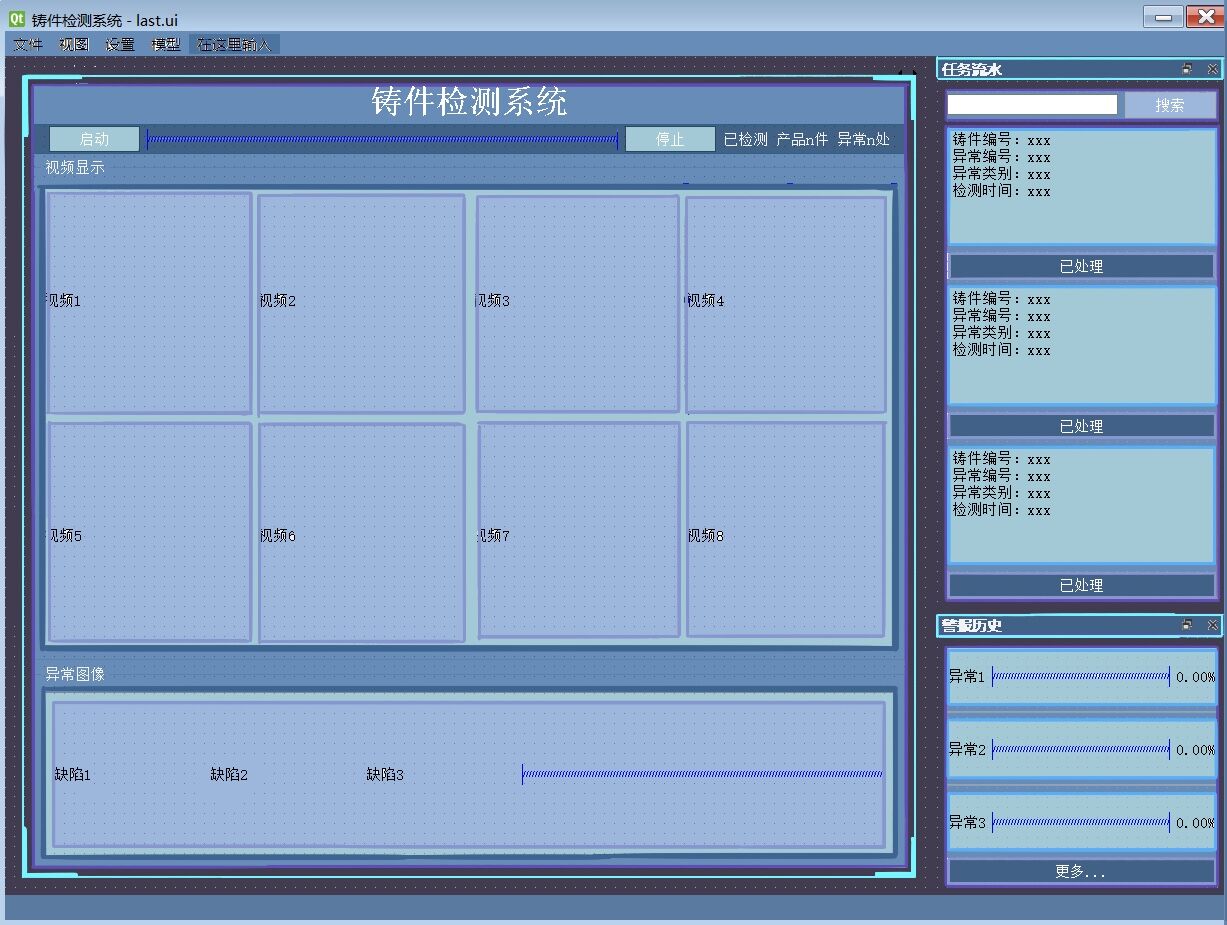 Qt 铸件检测系统 - last.ui
文件 视图 设置 模型 在这里输入
铸件检测系统
启动 停止 已检测 产品n件 异常n处
视频显示
视频1 视频2 视频3 视频4
视频5 视频6 视频7 视频8
异常图像
缺陷1 缺陷2 缺陷3
任务流水
搜索
铸件编号: xxx
异常编号: xxx
异常类别: xxx
检测时间: xxx
已处理
铸件编号: xxx
异常编号: xxx
异常类别: xxx
检测时间: xxx
已处理
铸件编号: xxx
异常编号: xxx
异常类别: xxx
检测时间: xxx
已处理
警报历史
异常1 0.00%
异常2 0.00%
异常3 0.00%
更多...